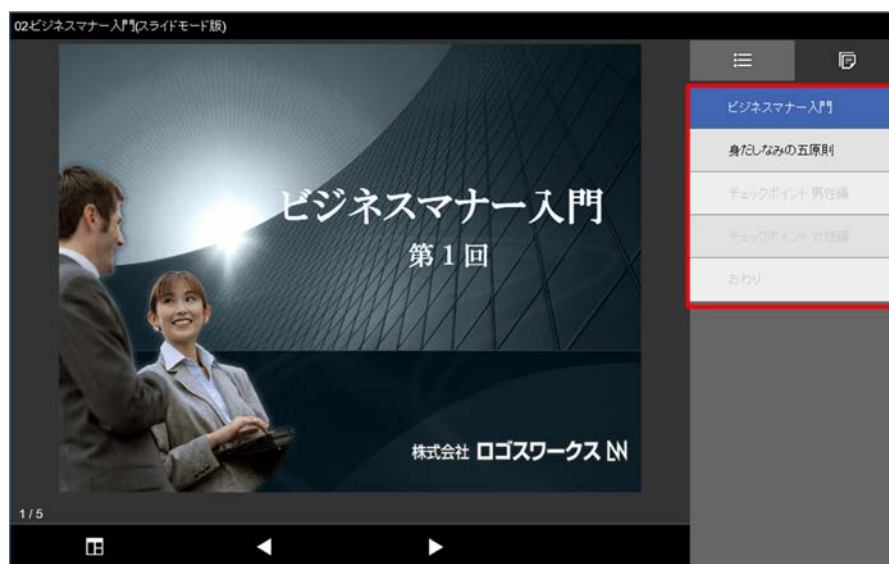 02-ビジネスマナー入門(スライドモード版)
ビジネスマナー入門
第1回
株式会社 ロゴスワークス
1 / 5
ビジネスマナー入門
身だしなみの五原則
チェックポイント 男性編
チェックポイント 女性編
おわり